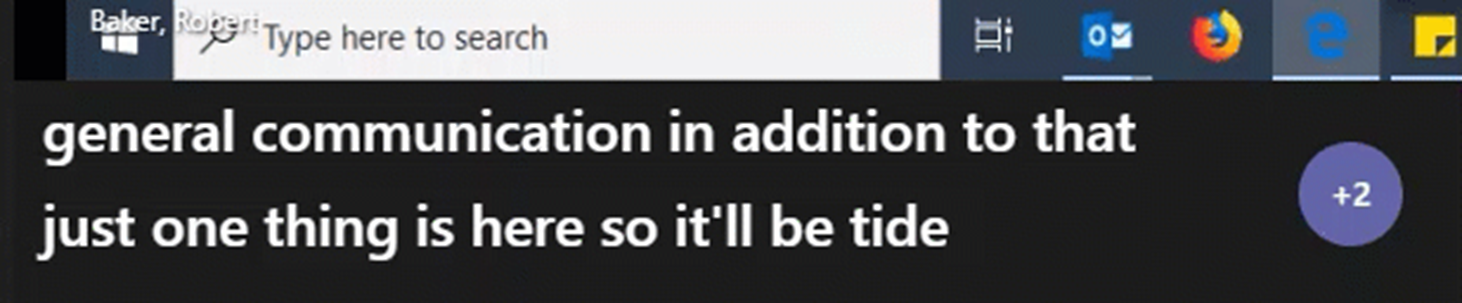 Baker, Robert
Type here to search
general communication in addition to that
just one thing is here so it'll be tide
+2